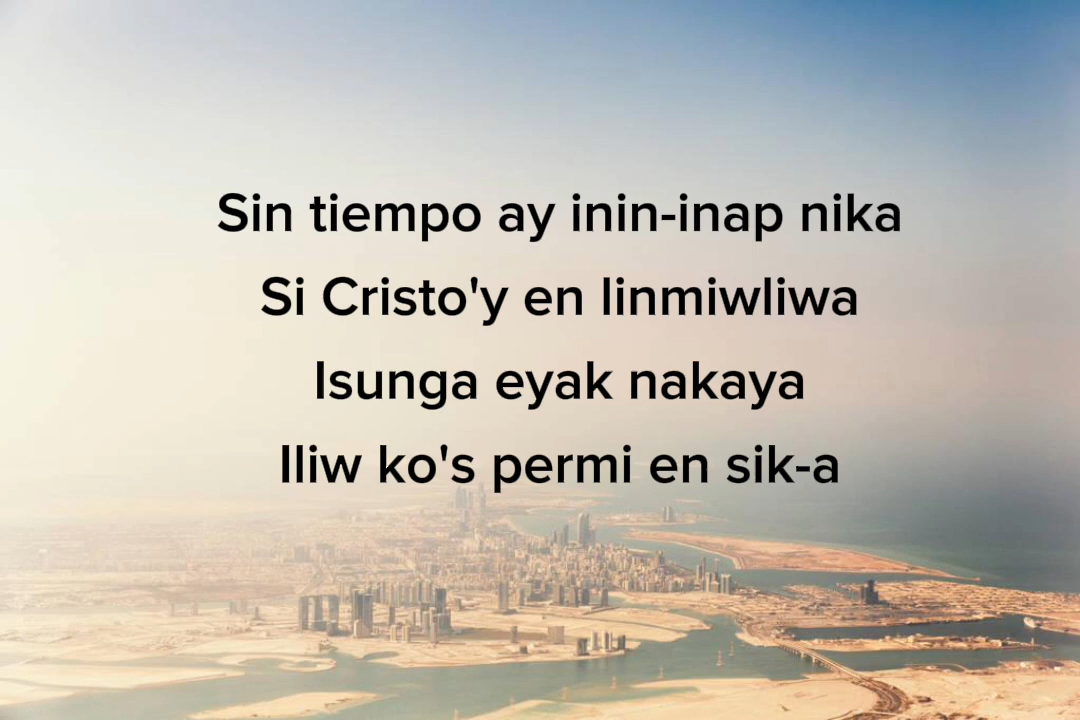 Sin tiempo ay inin-inap nika
Si Cristo'y en linmiwliwa
Isunga eyak nakaya
Iliw ko's permi en sik-a